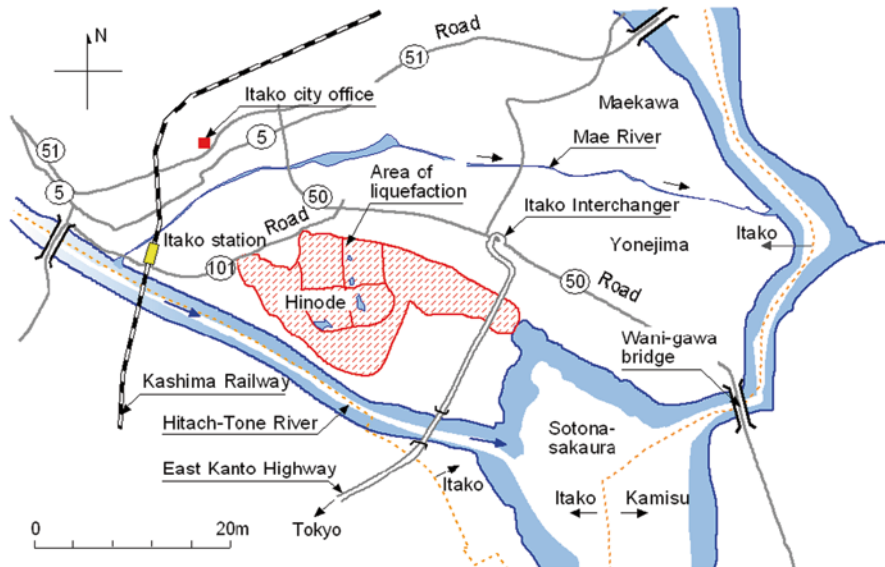 N
51
Road
Itako city office
5
Maekawa
Mae River
51
Area of
liquefaction
5
50
Itako Interchanger
Road
Itako station
Itako
Yonejima
101
50
Road
Hinode
Wani-gawa
bridge
Kashima Railway
Hitach-Tone River
Sotona-
sakaura
East Kanto Highway
Itako
Itako
Kamisu
Tokyo
0
20m